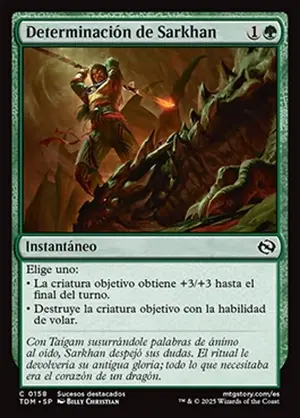 Determinación de Sarkhan 1
Instantáneo
Elige uno:
• La criatura objetivo obtiene +3/+3 hasta el
final del turno.
• Destruye la criatura objetivo con la habilidad
de volar.
Con Taigam susurrándole palabras de ánimo
al oído, Sarkhan despejó sus dudas. El ritual le
devolvería su antigua gloria; todo lo que necesitaba
era el corazón de un dragón.
C 0158 Sucesos destacados mtgstory.com/es
TDM • SP Billy Christian ™ & © 2025 Wizards of the Coast